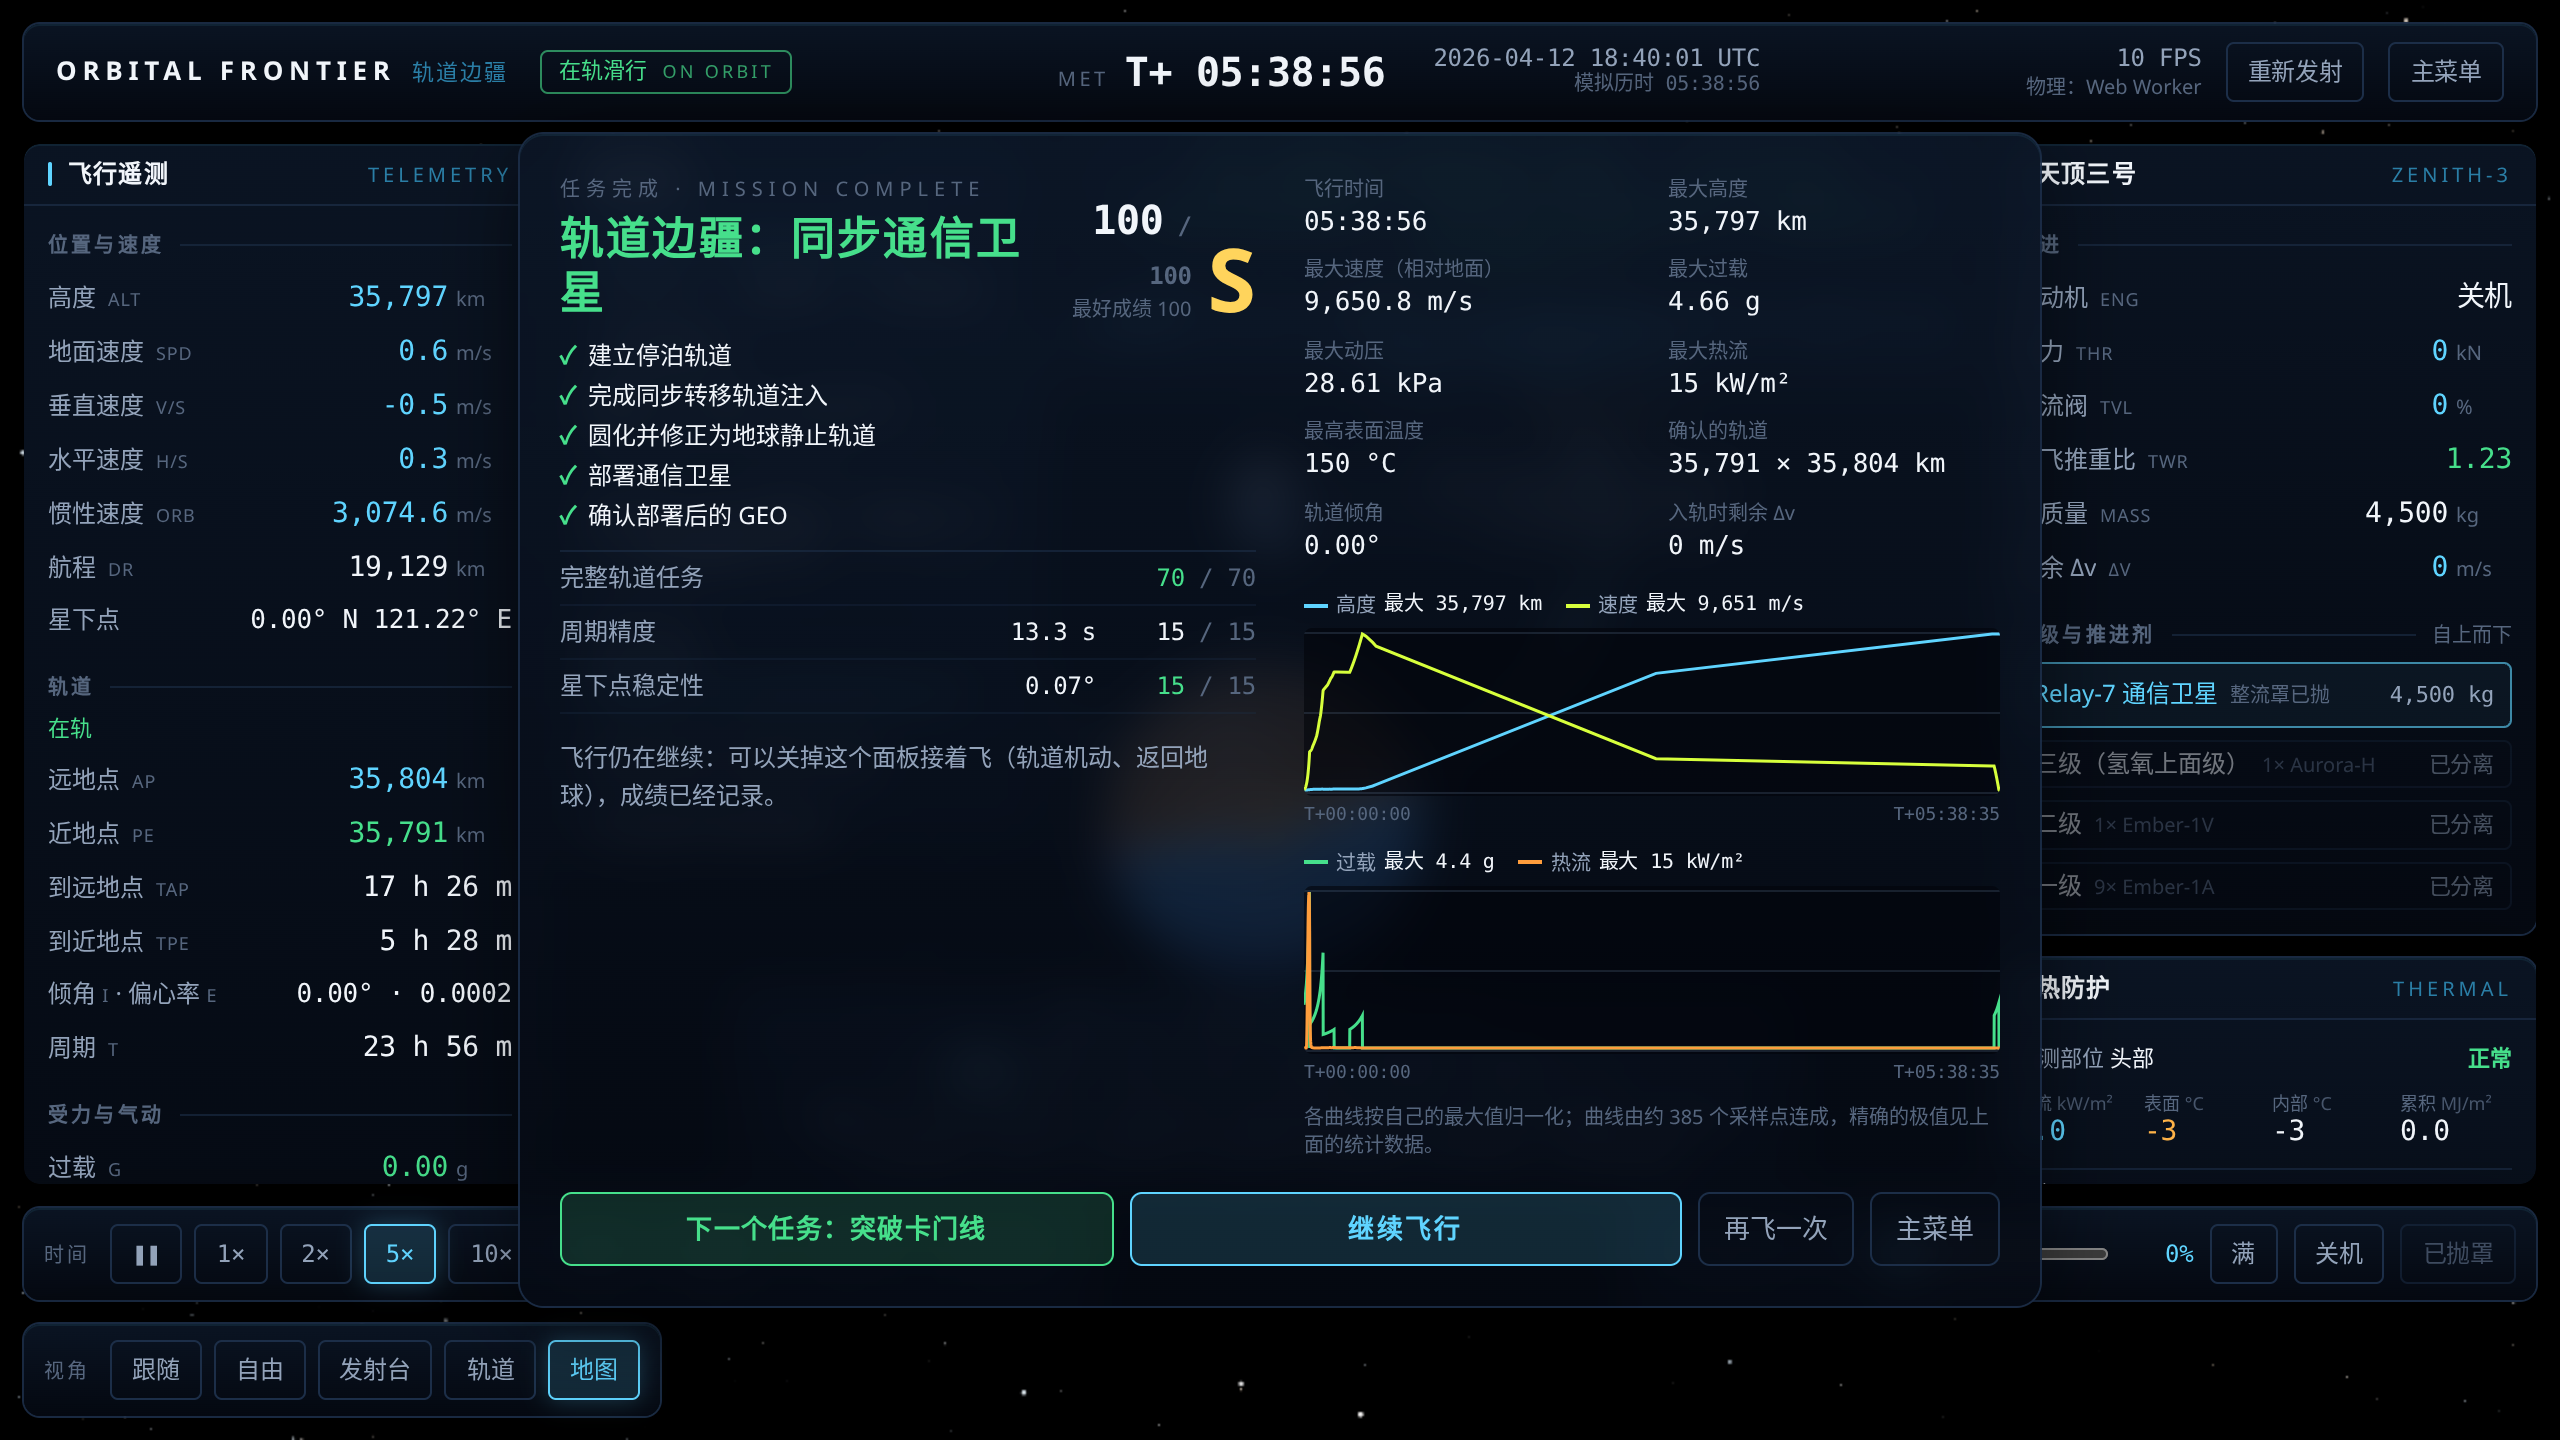 ORBITAL FRONTIER 轨道边疆 在轨滑行 ON ORBIT
MET T+ 05:38:56
2026-04-12 18:40:01 UTC
模拟历时 05:38:56
10 FPS
物理：Web Worker
重新发射 主菜单
飞行遥测 TELEMETRY
位置与速度
高度 ALT 35,797 km
地面速度 SPD 0.6 m/s
垂直速度 V/S -0.5 m/s
水平速度 H/S 0.3 m/s
惯性速度 ORB 3,074.6 m/s
航程 DR 19,129 km
星下点 0.00° N 121.22° E
轨道
在轨
远地点 AP 35,804 km
近地点 PE 35,791 km
到远地点 TAP 17 h 26 m
到近地点 TPE 5 h 28 m
倾角 I · 偏心率 E 0.00° · 0.0002
周期 T 23 h 56 m
受力与气动
过载 G 0.00 g
任务完成 · MISSION COMPLETE
轨道边疆：同步通信卫
星
100 /
100
最好成绩 100
S
✓ 建立停泊轨道
✓ 完成同步转移轨道注入
✓ 圆化并修正为地球静止轨道
✓ 部署通信卫星
✓ 确认部署后的 GEO
完整轨道任务 70 / 70
周期精度 13.3 s 15 / 15
星下点稳定性 0.07° 15 / 15
飞行仍在继续：可以关掉这个面板接着飞（轨道机动、返回地
球），成绩已经记录。
飞行时间 最大高度
05:38:56 35,797 km
最大速度（相对地面） 最大过载
9,650.8 m/s 4.66 g
最大动压 最大热流
28.61 kPa 15 kW/m²
最高表面温度 确认的轨道
150 °C 35,791 × 35,804 km
轨道倾角 入轨时剩余 Δv
0.00° 0 m/s
高度 最大 35,797 km 速度 最大 9,651 m/s
T+00:00:00 T+05:38:35
过载 最大 4.4 g 热流 最大 15 kW/m²
T+00:00:00 T+05:38:35
各曲线按自己的最大值归一化；曲线由约 385 个采样点连成，精确的极值见上
面的统计数据。
下一个任务：突破卡门线 继续飞行 再飞一次 主菜单
天顶三号 ZENITH-3
进
动机 ENG 关机
力 THR 0 kN
流阀 TVL 0 %
飞推重比 TWR 1.23
质量 MASS 4,500 kg
余 Δv ΔV 0 m/s
级与推进剂 自上而下
Relay-7 通信卫星 整流罩已抛 4,500 kg
三级（氢氧上面级） 1× Aurora-H 已分离
二级 1× Ember-1V 已分离
一级 9× Ember-1A 已分离
热防护 THERMAL
测部位 头部 正常
流 kW/m² 表面 °C 内部 °C 累积 MJ/m²
.0 -3 -3 0.0
时间 1× 2× 5× 10×
0% 满 关机 已抛罩
视角 跟随 自由 发射台 轨道 地图